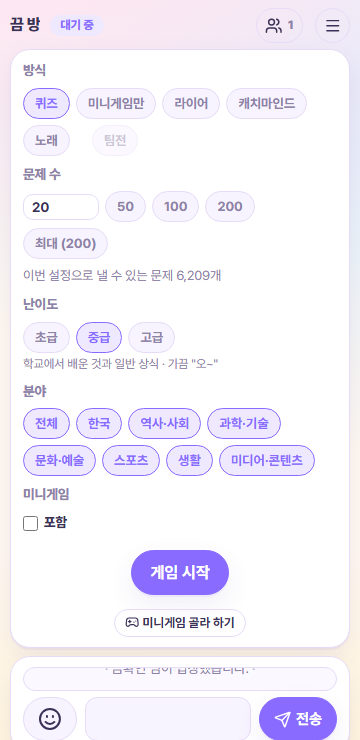 끔 방 대기 중 1
방식
퀴즈 미니게임만 라이어 캐치마인드
노래 팀전
문제 수
20 50 100 200
최대 (200)
이번 설정으로 낼 수 있는 문제 6,209개
난이도
초급 중급 고급
학교에서 배운 것과 일반 상식 · 가끔 "오~"
분야
전체 한국 역사·사회 과학·기술
문화·예술 스포츠 생활 미디어·콘텐츠
미니게임
포함
게임 시작
미니게임 골라 하기
전송